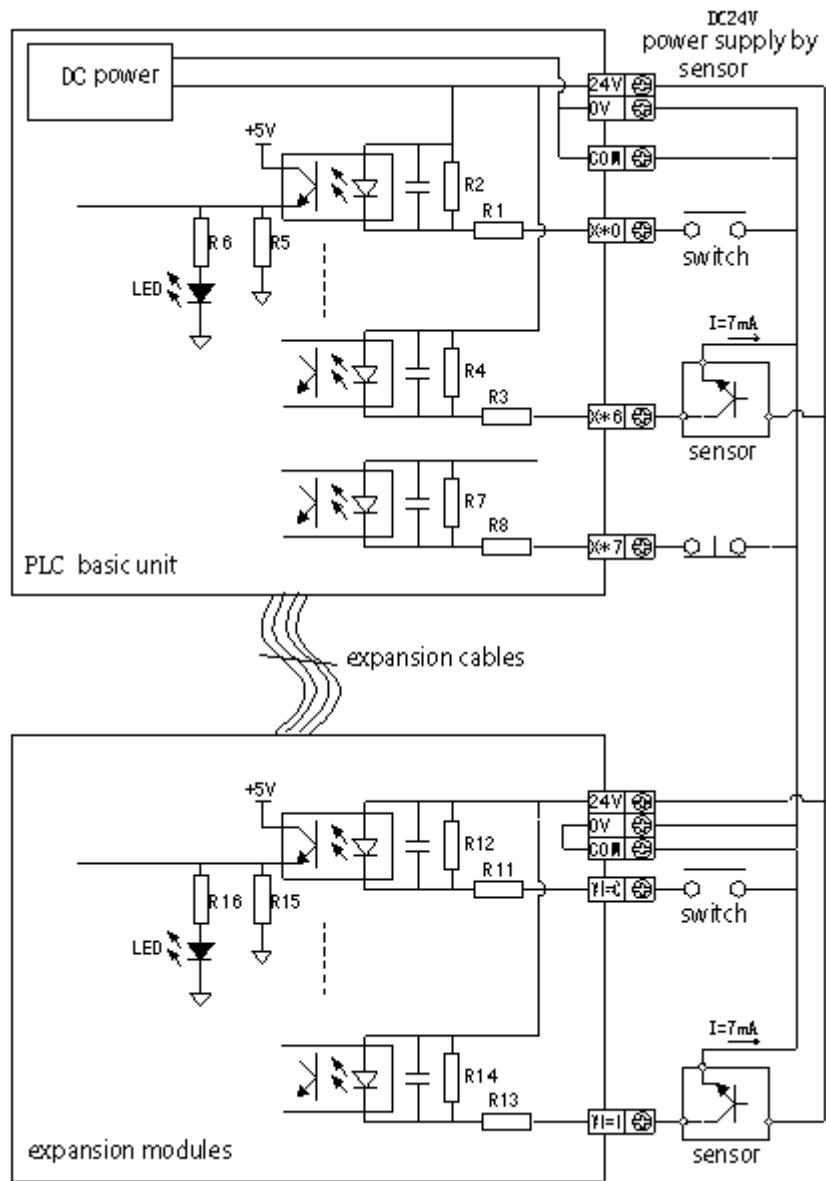 DC24V
power supply by
sensor
DC power
24V
0V
+5V
COM
R2
R1
X*0
R6
R5
switch
LED
I=7mA
R4
R3
X*6
sensor
R7
R8
X*7
PLC basic unit
expansion cables
+5V
24V
0V
R12
COM
R11
R16
R15
switch
LED
I=7mA
R14
R13
expansion modules
sensor